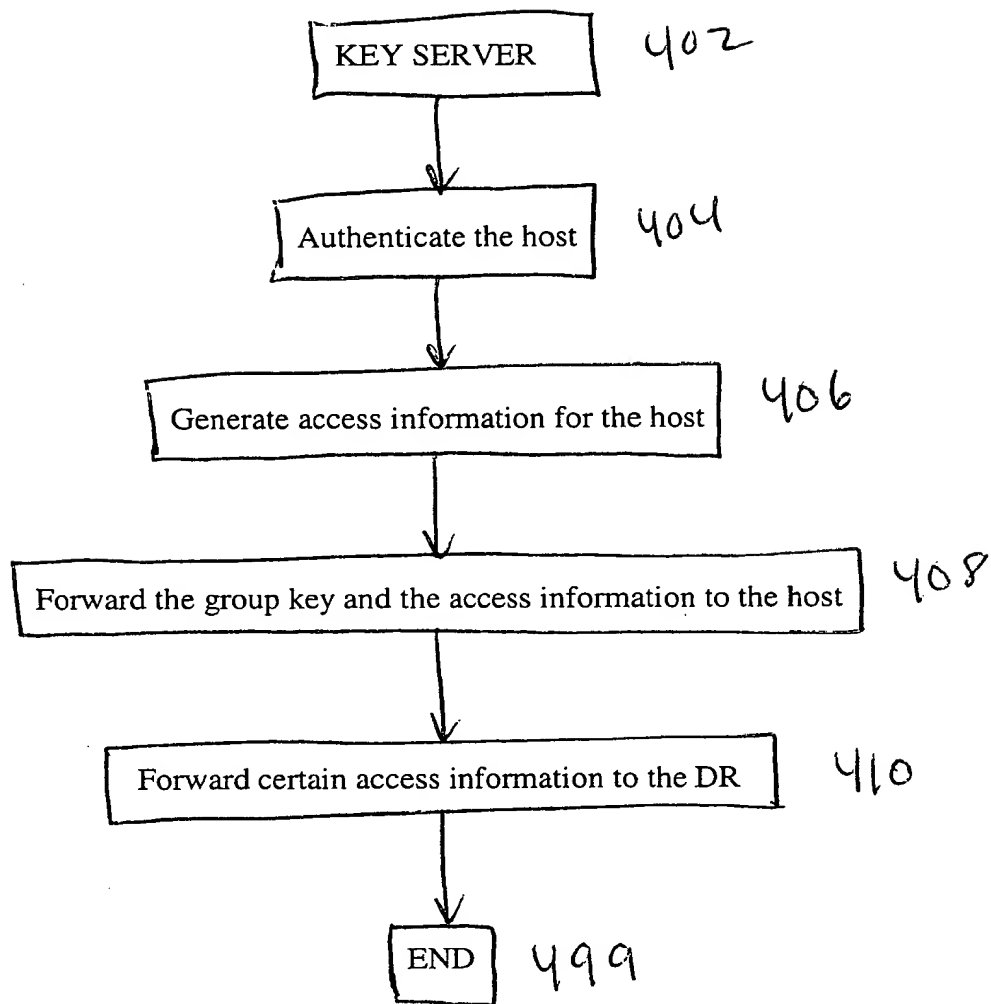 KEY SERVER 402
Authenticate the host 404
Generate access information for the host 406
Forward the group key and the access information to the host 408
Forward certain access information to the DR 410
END 499